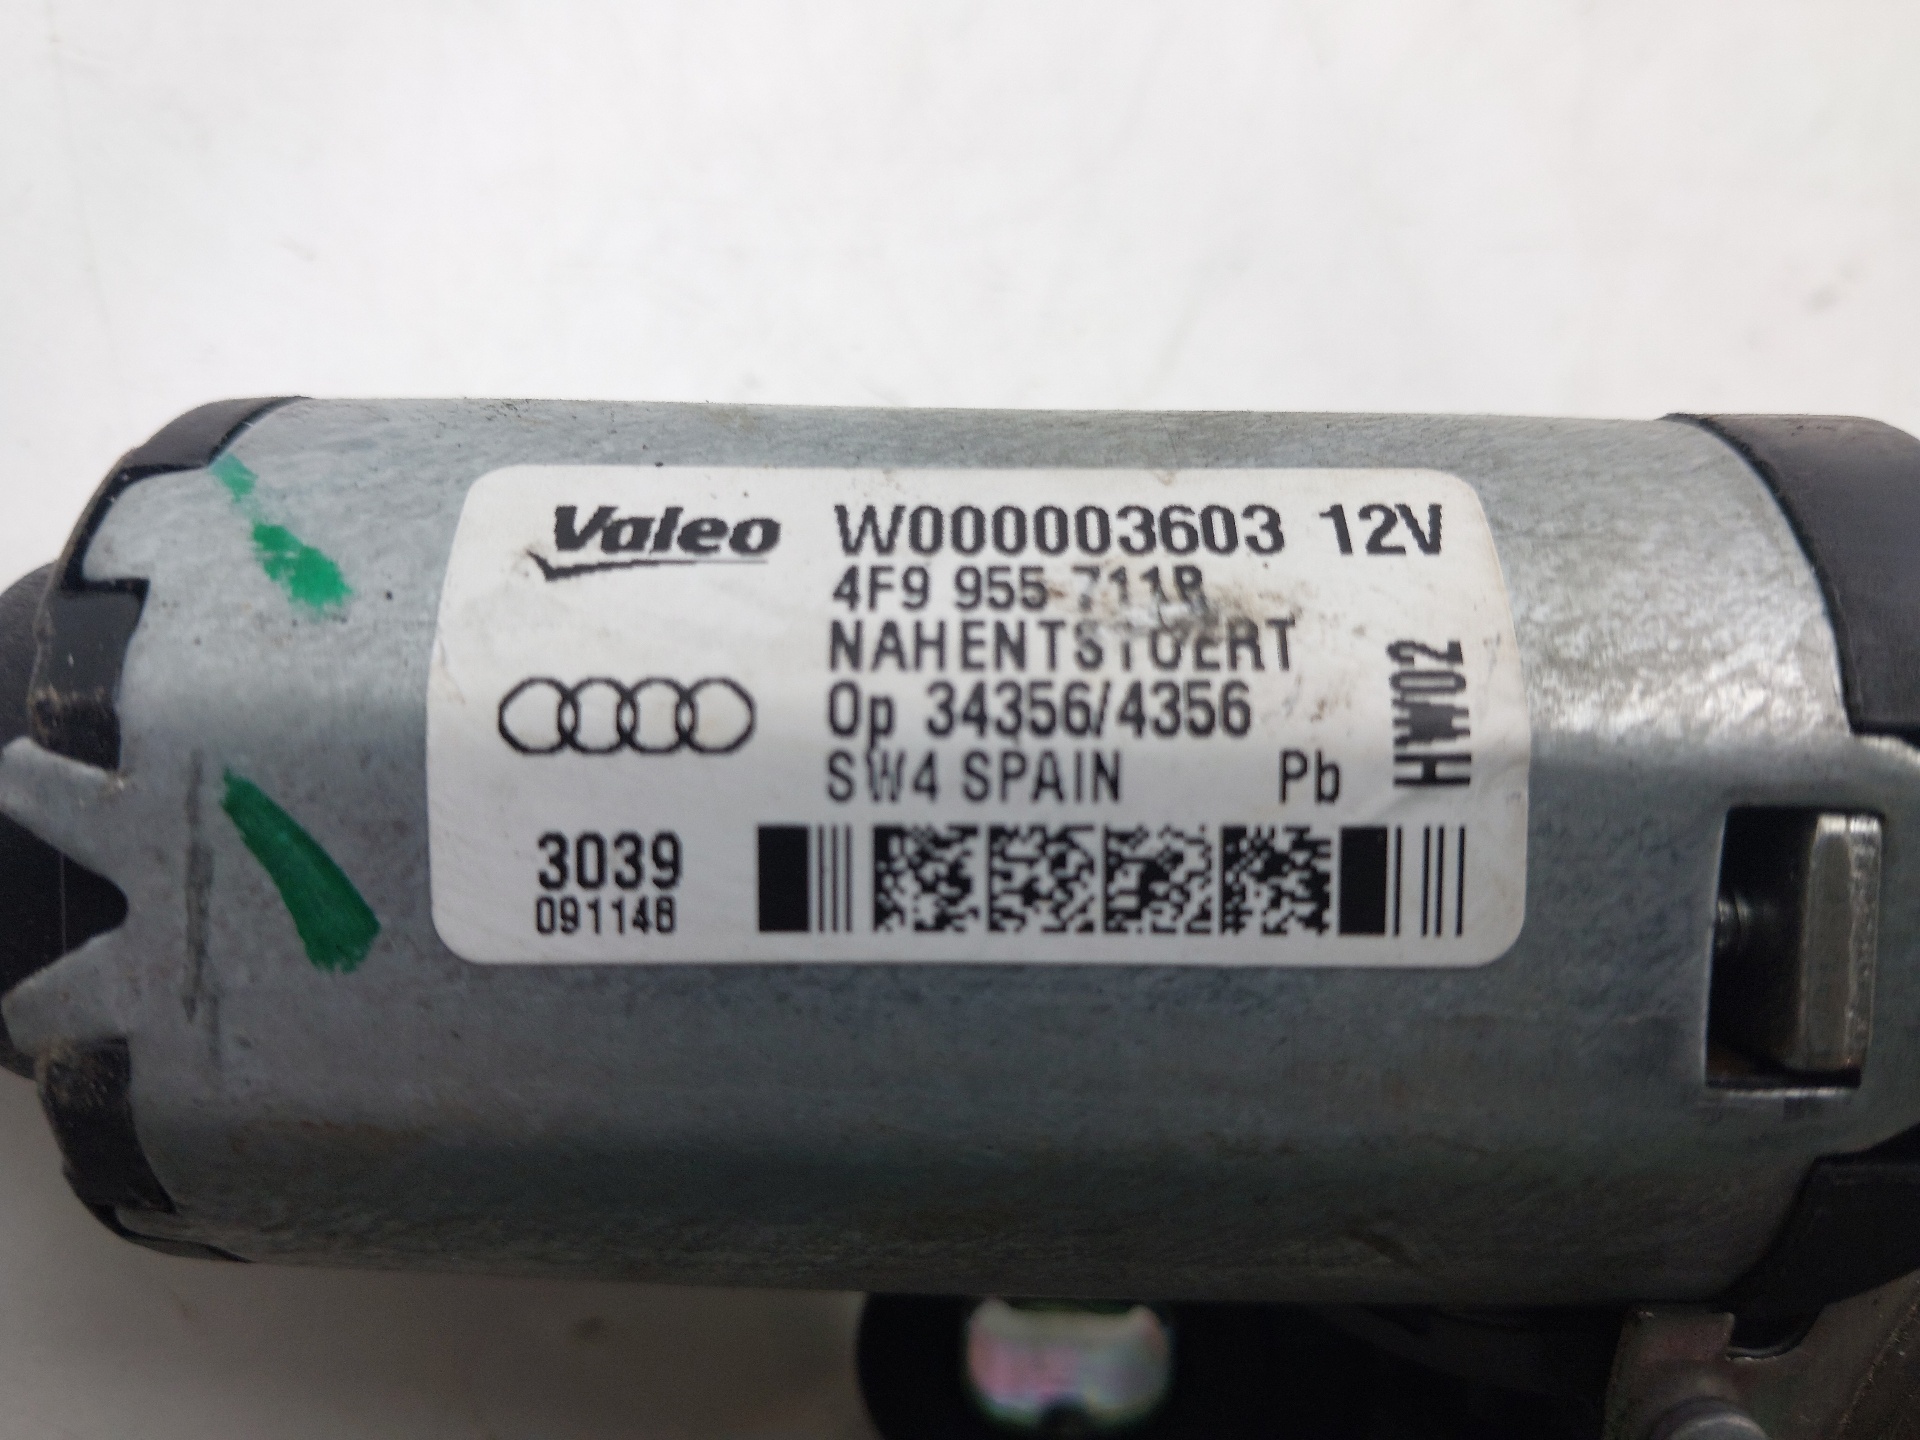 Valeo W000003603 12V
4F9 955 711B
NAHENTSTOERT
Op 34356/4356
SW4 SPAIN Pb
HW02
3039
091148